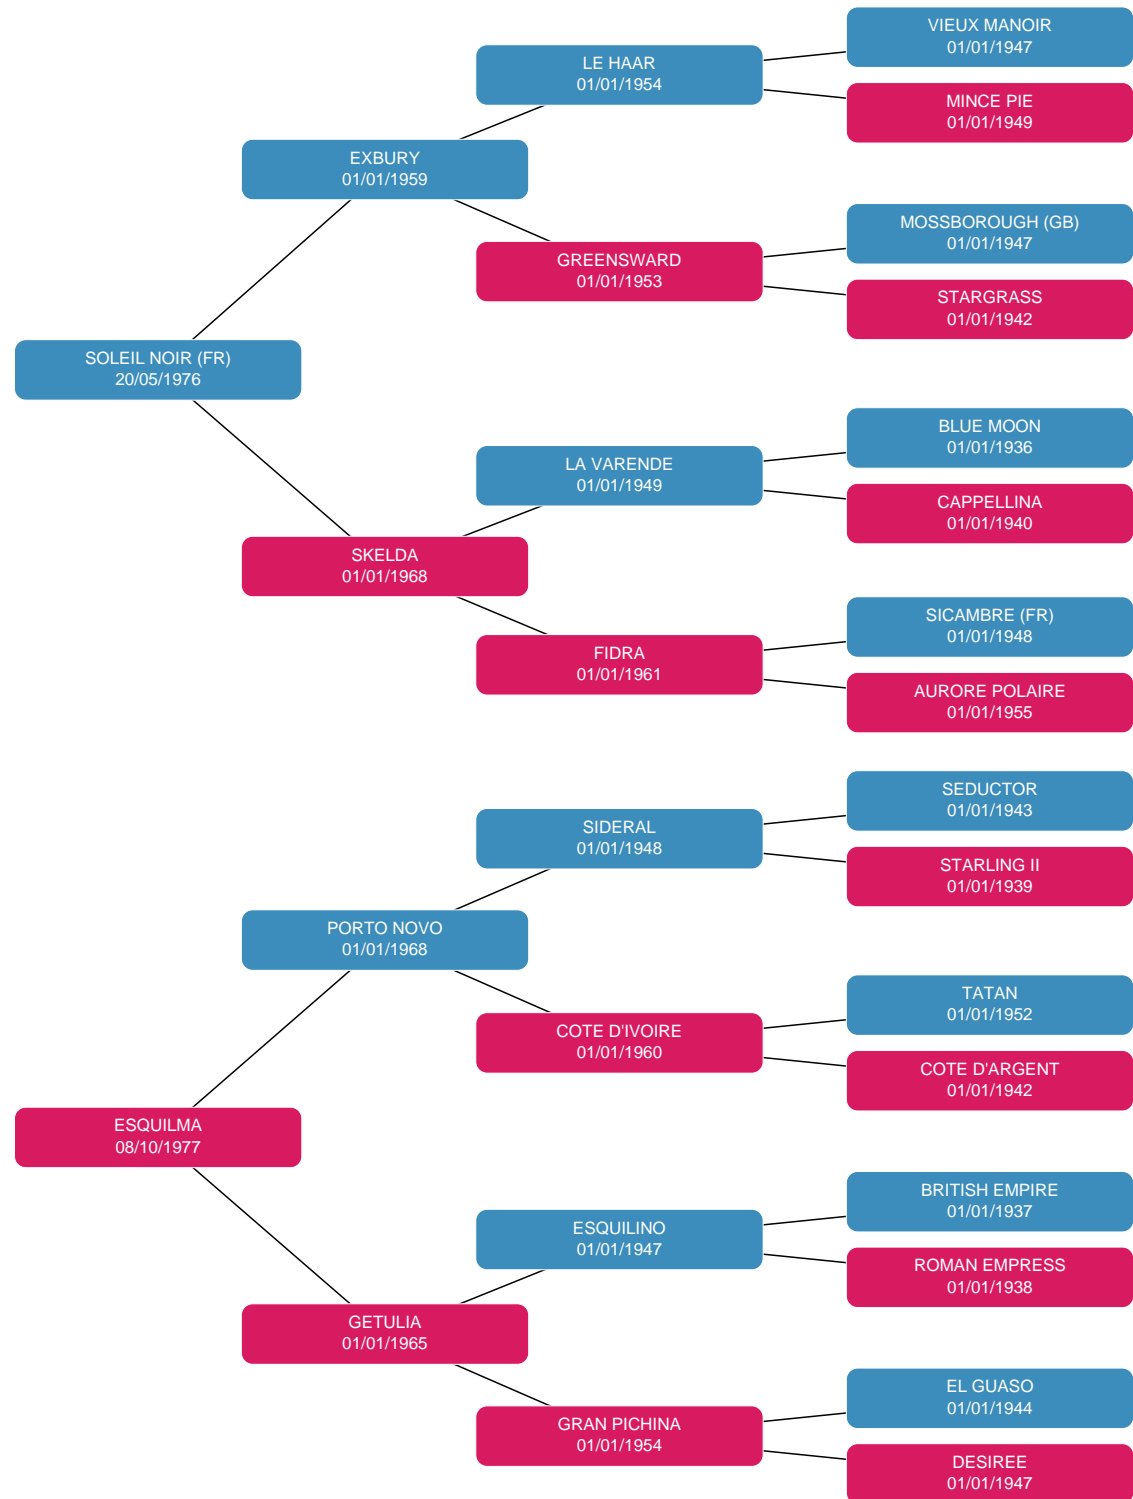 VIEUX MANOIR
01/01/1947
LE HAAR
01/01/1954
MINCE PIE
01/01/1949
EXBURY
01/01/1959
MOSSBOROUGH (GB)
01/01/1947
GREENSWARD
01/01/1953
STARGRASS
01/01/1942
SOLEIL NOIR (FR)
20/05/1976
BLUE MOON
01/01/1936
LA VARENDE
01/01/1949
CAPPELLINA
01/01/1940
SKELDA
01/01/1968
SICAMBRE (FR)
01/01/1948
FIDRA
01/01/1961
AURORE POLAIRE
01/01/1955
SEDUCTOR
01/01/1943
SIDERAL
01/01/1948
STARLING II
01/01/1939
PORTO NOVO
01/01/1968
TATAN
01/01/1952
COTE D'IVOIRE
01/01/1960
COTE D'ARGENT
01/01/1942
ESQUILMA
08/10/1977
BRITISH EMPIRE
01/01/1937
ESQUILINO
01/01/1947
ROMAN EMPRESS
01/01/1938
GETULIA
01/01/1965
EL GUASO
01/01/1944
GRAN PICHINA
01/01/1954
DESIREE
01/01/1947